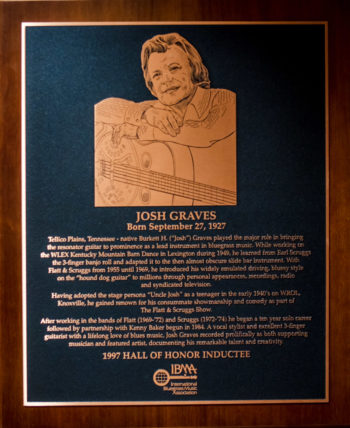 JOSH GRAVES
Born September 27, 1927
Tellico Plains, Tennessee - native Burkett H. ("Josh") Graves played the major role in bringing
the resonator guitar to prominence as a lead instrument in bluegrass music. While working on
the WLEX Kentucky Mountain Barn Dance in Lexington during 1949, he learned from Earl Scruggs
the 3-finger banjo roll and adapted it to the then almost obscure slide bar instrument. With
Flatt & Scruggs from 1955 until 1969, he introduced his widely emulated driving, bluesy style
on the "hound dog guitar" to millions through personal appearances, recordings, radio
and syndicated television.
Having adopted the stage persona "Uncle Josh" as a teenager in the early 1940's on WROL,
Knoxville, he gained renown for his consummate showmanship and comedy as part of
The Flatt & Scruggs Show.
After working in the bands of Flatt (1969-'72) and Scruggs (1972-'74) he began a ten year solo career
followed by partnership with Kenny Baker begun in 1984. A vocal stylist and excellent 3-finger
guitarist with a lifelong love of blues music, Josh Graves recorded prolifically as both supporting
musician and featured artist, documenting his remarkable talent and creativity.
1997 HALL OF HONOR INDUCTEE
IBMA
International
Bluegrass Music
Association